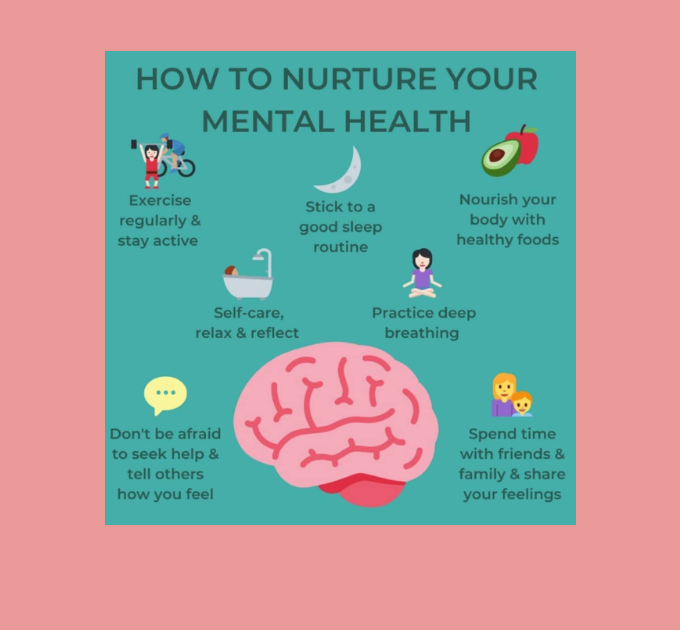 HOW TO NURTURE YOUR
MENTAL HEALTH
Exercise
regularly &
stay active
Stick to a
good sleep
routine
Nourish your
body with
healthy foods
Self-care,
relax & reflect
Practice deep
breathing
Don't be afraid
to seek help &
tell others
how you feel
Spend time
with friends &
family & share
your feelings